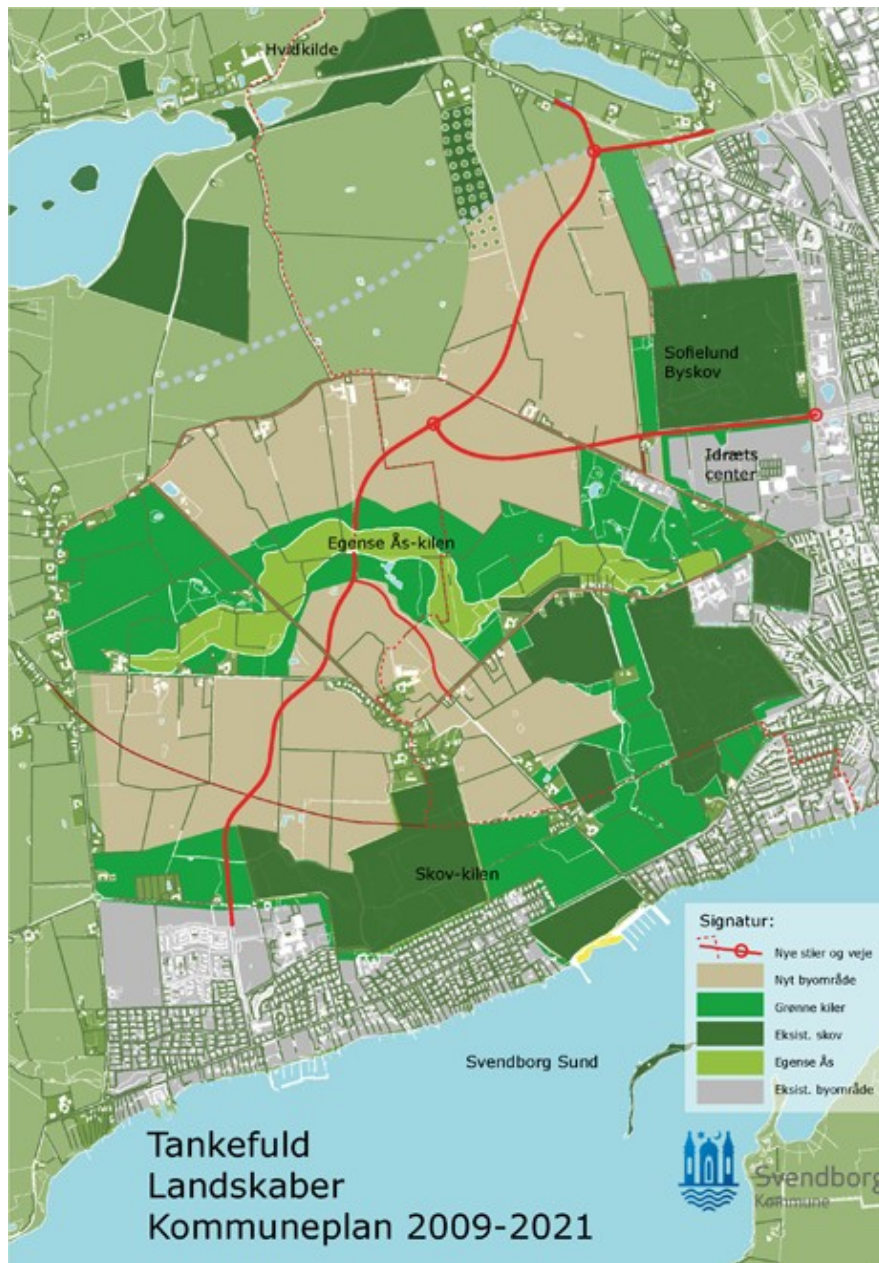 Hvidkilde
Sofielund
Byskov
Idræts
center
Egense Ås-kilen
Skov-kilen
Signatur:
Nye stier og veje
Nyt byområde
Grønne kiler
Eksist. skov
Egense Ås
Eksist. byområde
Svendborg Sund
Tankefuld
Landskaber
Kommuneplan 2009-2021
Svendborg
Kommune